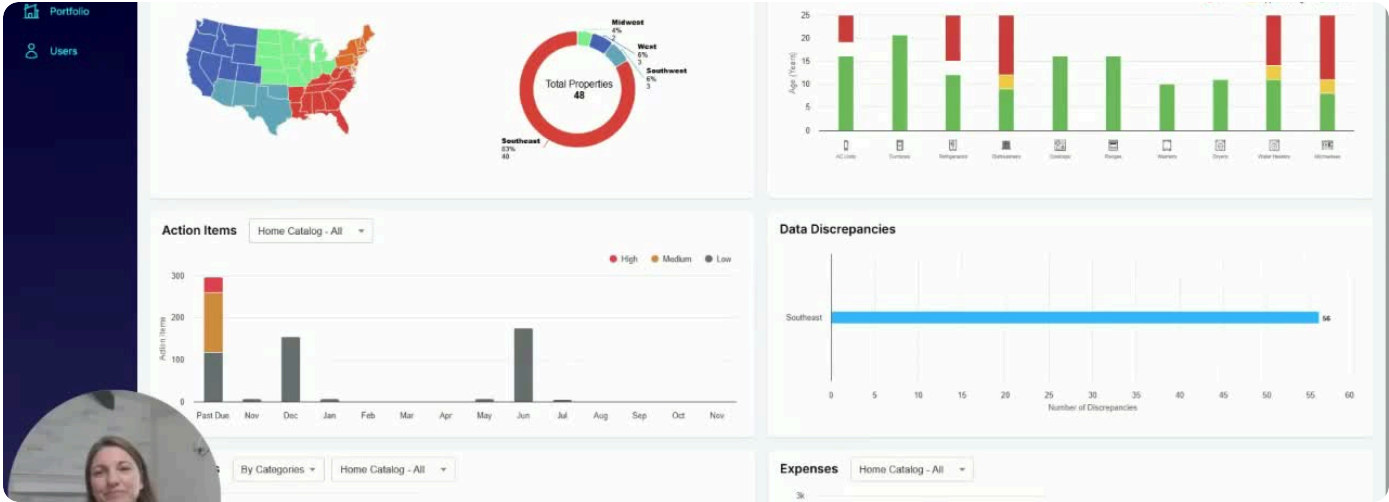 Portfolio
Users
Midwest
4%
2
West
6%
3
Southwest
6%
3
Total Properties
48
Southeast
83%
40
Age (Years)
25
20
15
10
5
0
AC Units
Furnaces
Refrigerators
Dishwashers
Cooktops
Ranges
Washers
Dryers
Water Heaters
Microwaves
Action Items
Home Catalog - All
High
Medium
Low
Action Items
300
200
100
0
Past Due
Nov
Dec
Jan
Feb
Mar
Apr
May
Jun
Jul
Aug
Sep
Oct
Nov
Data Discrepancies
Southeast
56
0
5
10
15
20
25
30
35
40
45
50
55
60
Number of Discrepancies
By Categories
Home Catalog - All
Expenses
Home Catalog - All
3k